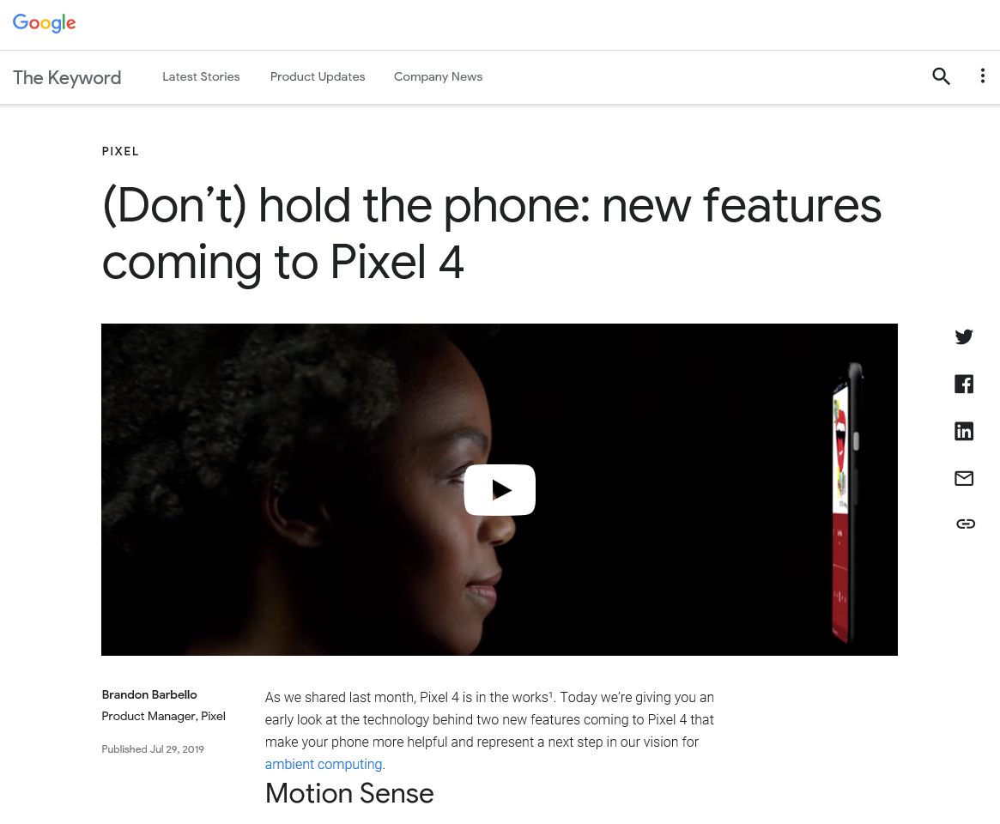 Google
The Keyword
Latest Stories
Product Updates
Company News
PIXEL
(Don’t) hold the phone: new features
coming to Pixel 4
Brandon Barbello
Product Manager, Pixel
Published Jul 29, 2019
As we shared last month, Pixel 4 is in the works¹. Today we’re giving you an
early look at the technology behind two new features coming to Pixel 4 that
make your phone more helpful and represent a next step in our vision for
ambient computing.
Motion Sense